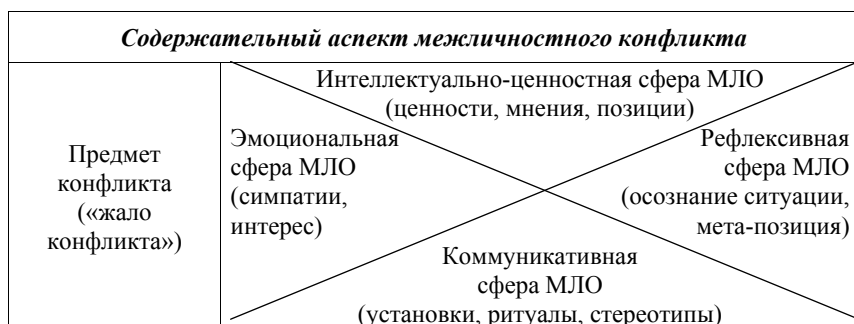 Содержательный аспект межличностного конфликта
Предмет
конфликта
(«жало
конфликта»)
Интеллектуально-ценностная сфера МЛО
(ценности, мнения, позиции)
Эмоциональная
сфера МЛО
(симпатии,
интерес)
Рефлексивная
сфера МЛО
(осознание ситуации,
мета-позиция)
Коммуникативная
сфера МЛО
(установки, ритуалы, стереотипы)